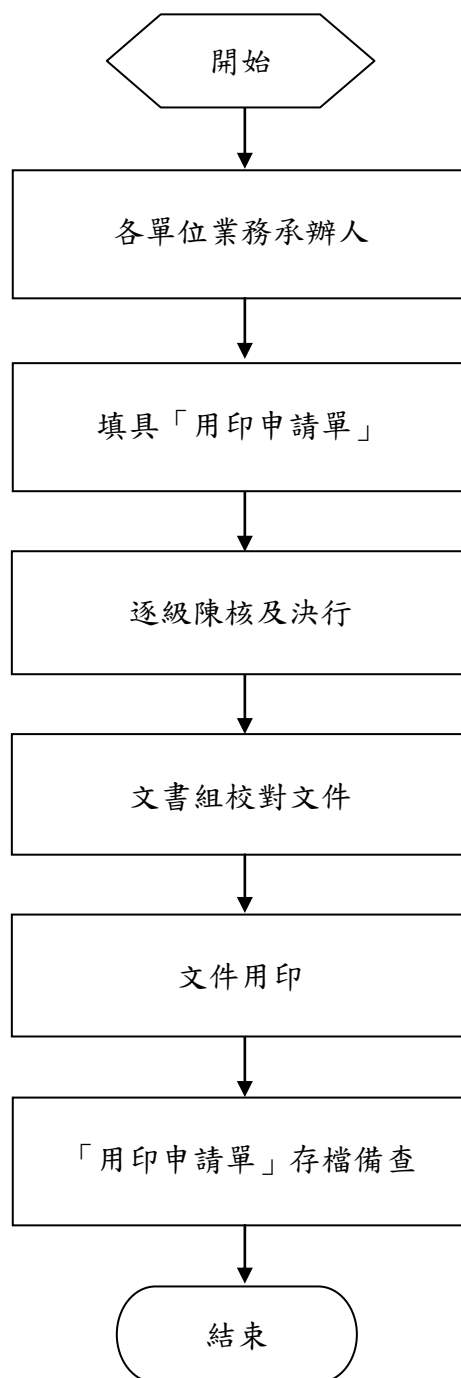 開始
各單位業務承辦人
填具「用印申請單」
逐級陳核及決行
文書組校對文件
文件用印
「用印申請單」存檔備查
結束